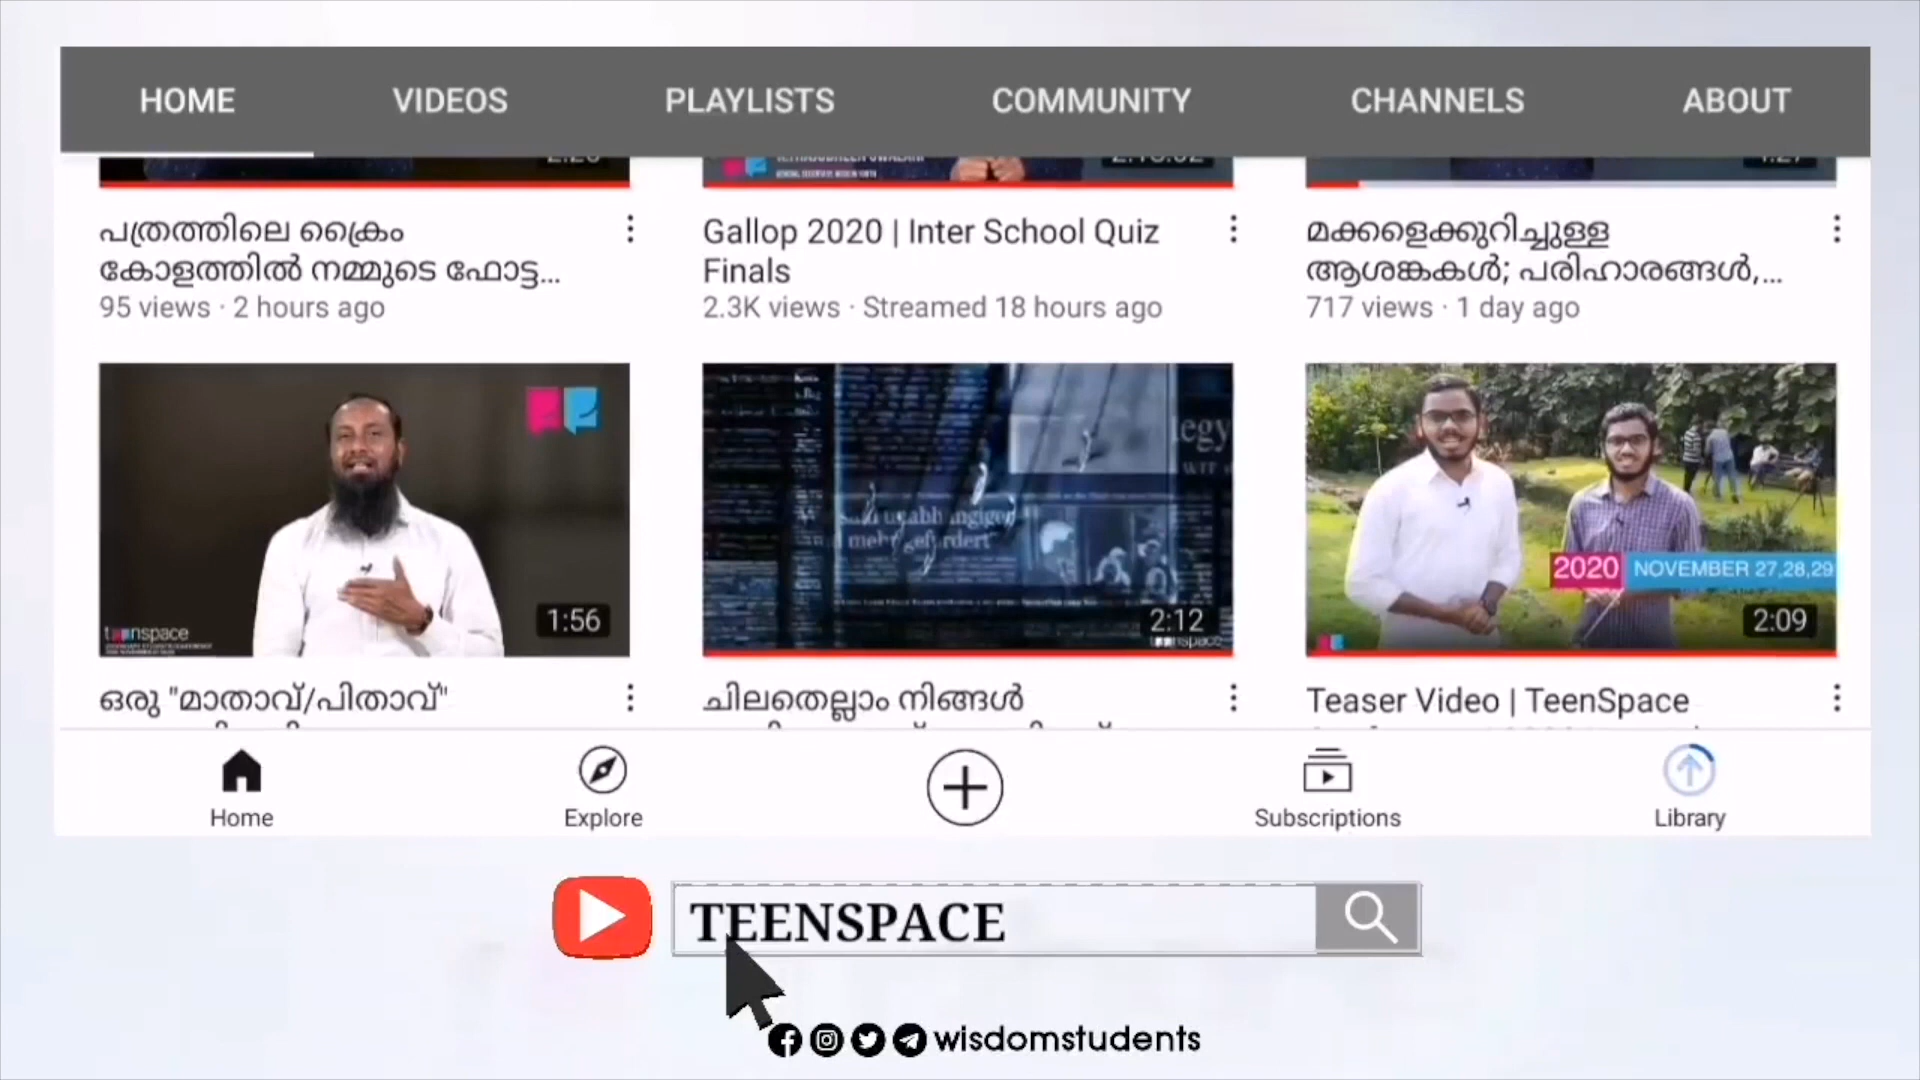 HOME VIDEOS PLAYLISTS COMMUNITY CHANNELS ABOUT
പത്രത്തിലെ ക്രൈം
കോളത്തിൽ നമ്മുടെ ഫോട്ട...
95 views · 2 hours ago
Gallop 2020 | Inter School Quiz
Finals
2.3K views · Streamed 18 hours ago
മക്കളെക്കുറിച്ചുള്ള
ആശങ്കകൾ; പരിഹാരങ്ങൾ,...
717 views · 1 day ago
teenspace
1:56
egy
2:12
2020 NOVEMBER 27,28,29
2:09
ഒരു "മാതാവ്/പിതാവ്"
ചിലതെല്ലാം നിങ്ങൾ
Teaser Video | TeenSpace
Home Explore Subscriptions Library
TEENSPACE
wisdomstudents